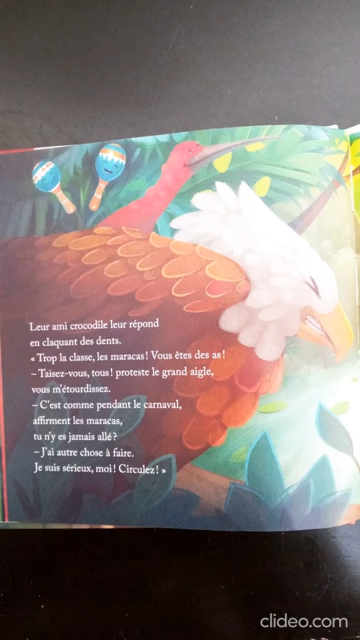 Leur ami crocodile leur répond
en claquant des dents.
« Trop la classe, les maracas ! Vous êtes des as !
– Taisez-vous, tous ! proteste le grand aigle,
vous m'étourdissez.
– C'est comme pendant le carnaval,
affirment les maracas,
tu n'y es jamais allé ?
– J'ai autre chose à faire.
Je suis sérieux, moi ! Circulez ! »
clideo.com